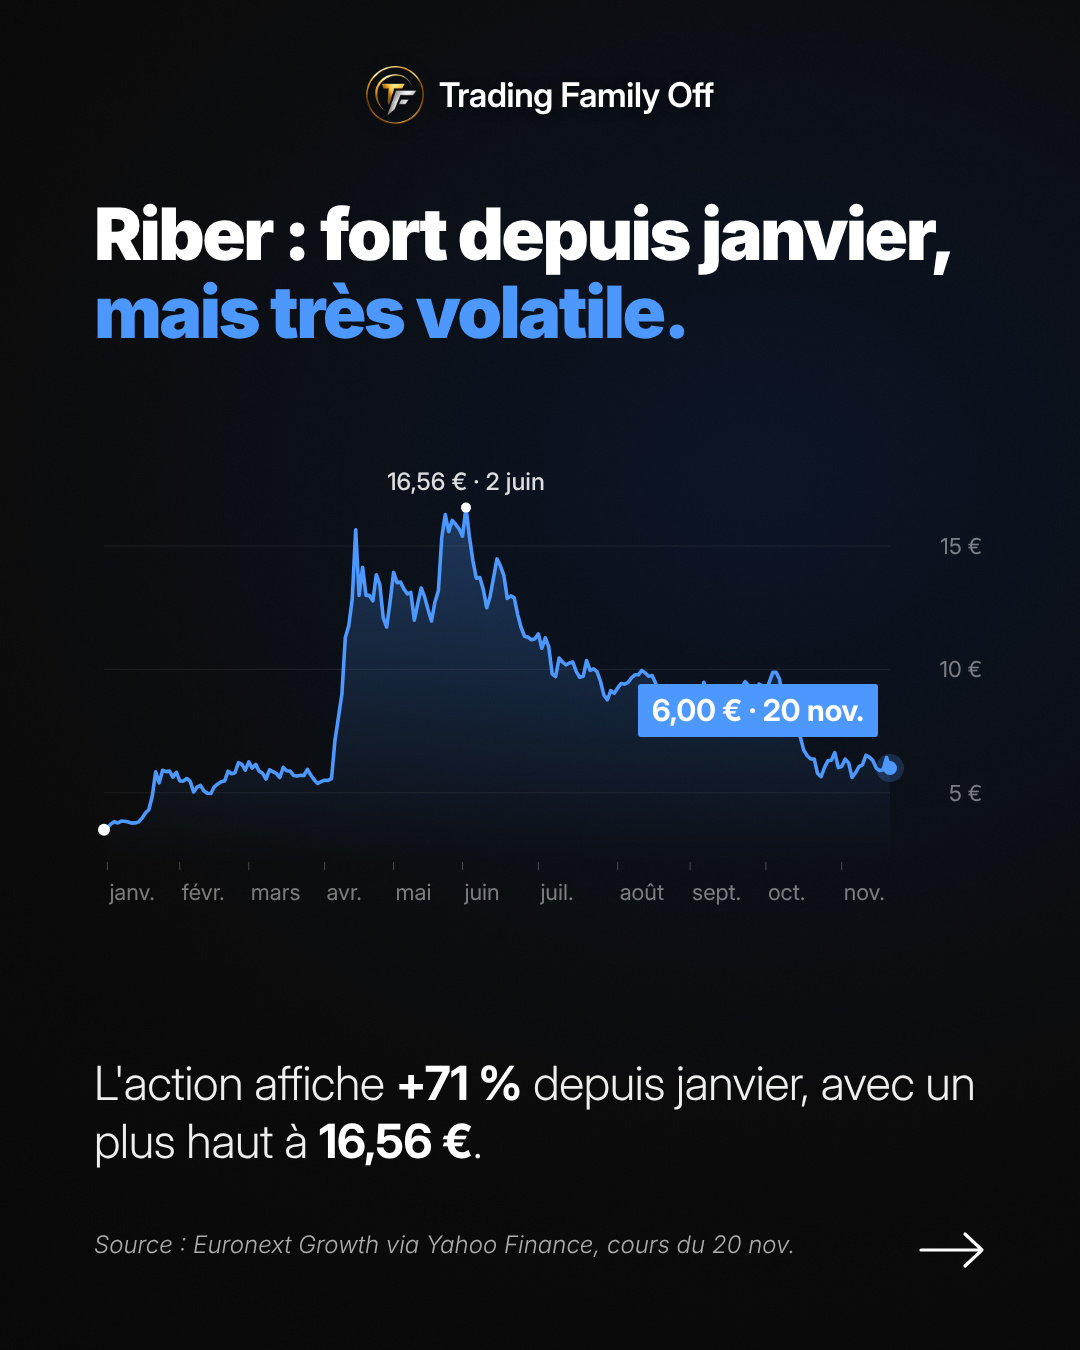 Trading Family Off
Riber : fort depuis janvier,
mais très volatile.
16,56 € · 2 juin
15 €
10 €
6,00 € · 20 nov.
5 €
janv. févr. mars avr. mai juin juil. août sept. oct. nov.
L'action affiche +71 % depuis janvier, avec un
plus haut à 16,56 €.
Source : Euronext Growth via Yahoo Finance, cours du 20 nov.